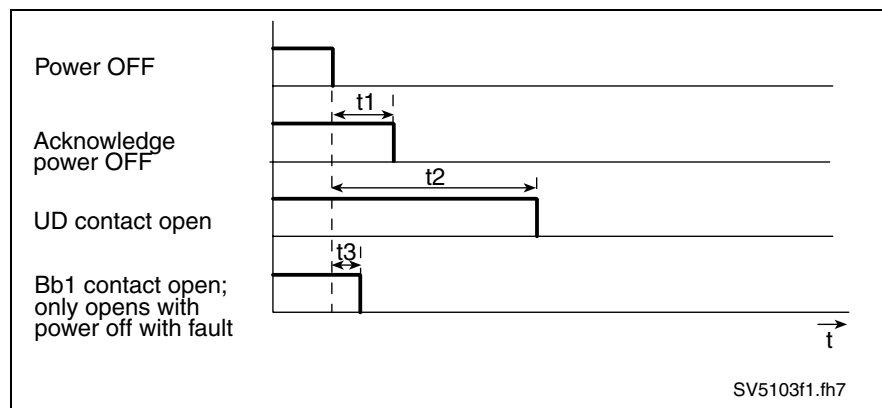 Power OFF
t1
Acknowledge
power OFF
t2
UD contact open
t3
Bb1 contact open;
only opens with
power off with fault
t
SV5103f1.fh7